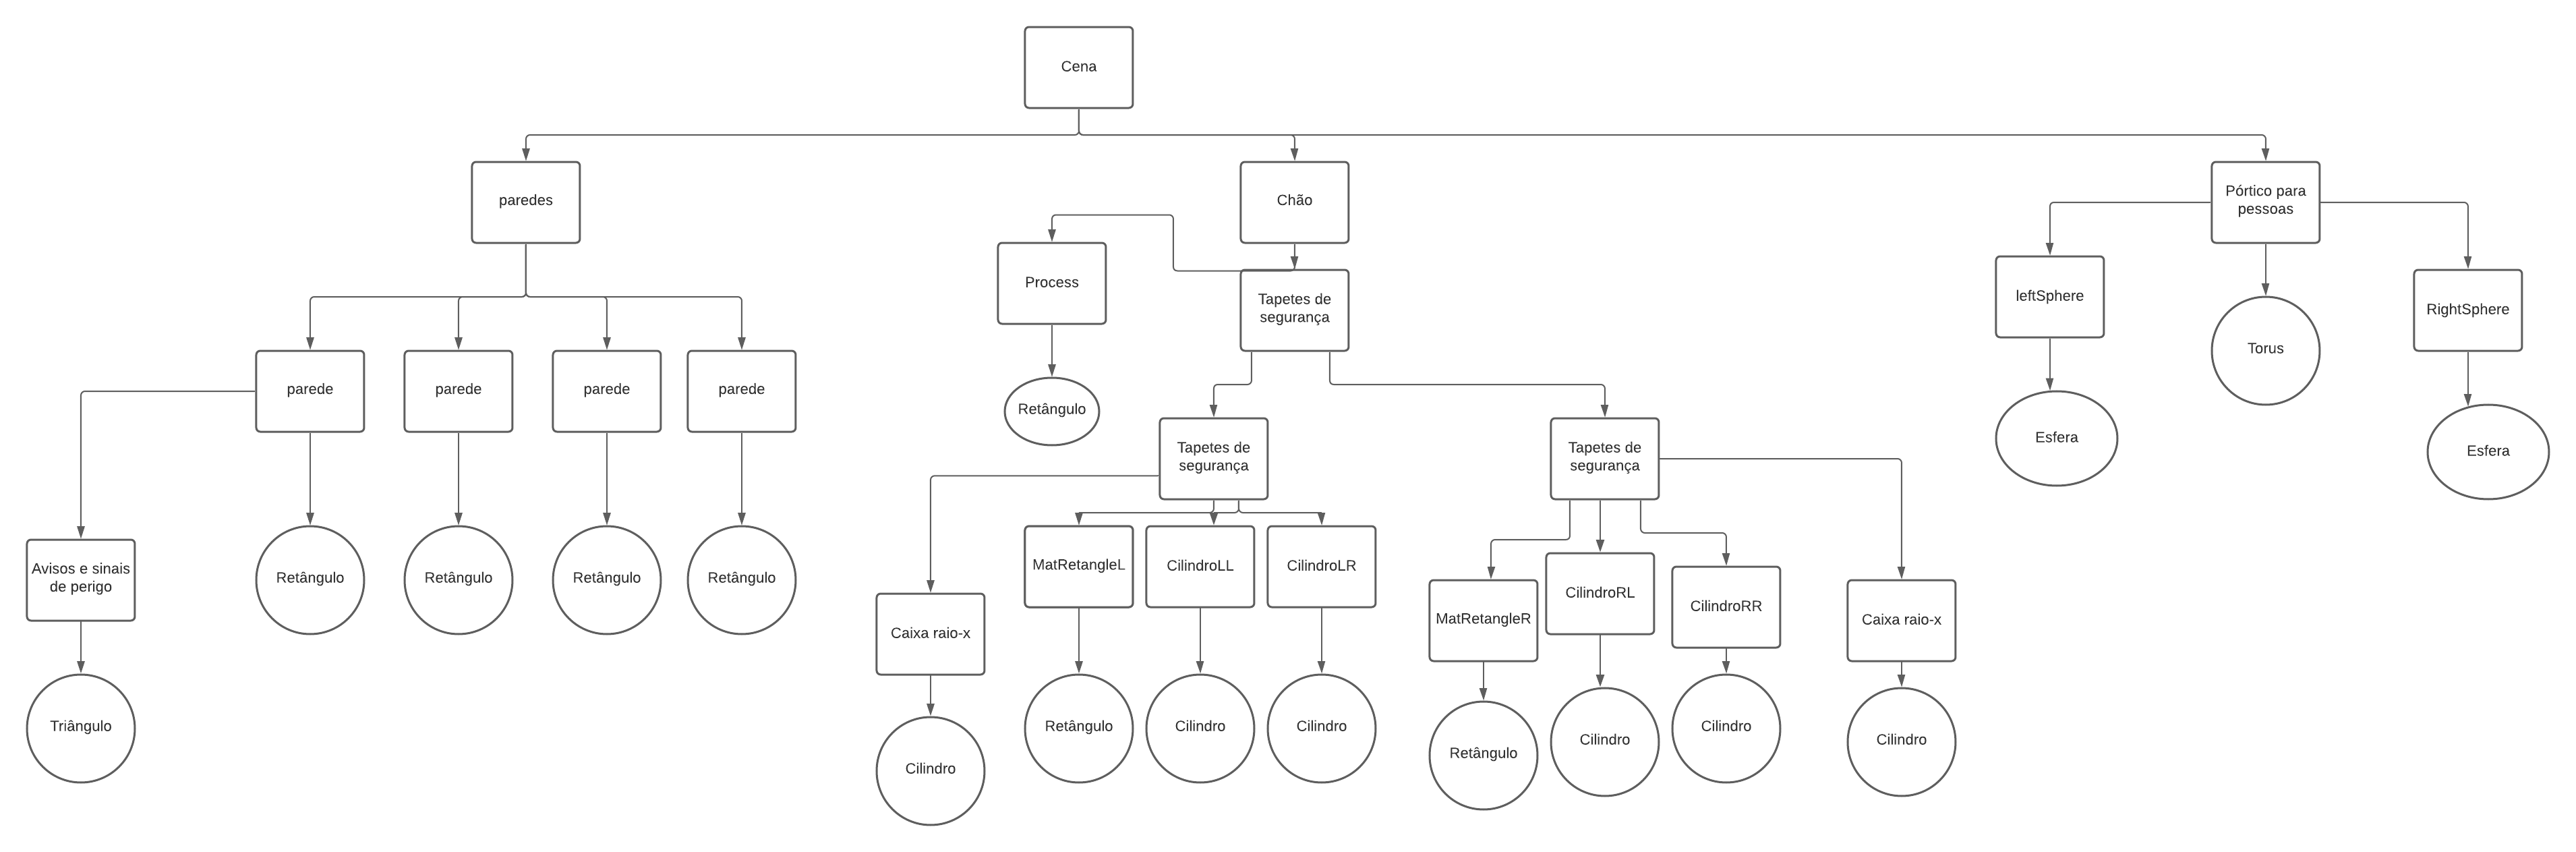 Cena
paredes
Chão
Pórtico para
pessoas
Process
Tapetes de
segurança
leftSphere
RightSphere
Torus
parede
parede
parede
parede
Retângulo
Tapetes de
segurança
Tapetes de
segurança
Esfera
Esfera
Avisos e sinais
de perigo
Retângulo
Retângulo
Retângulo
Retângulo
Caixa raio-x
MatRetangleL
CilindroLL
CilindroLR
MatRetangleR
CilindroRL
CilindroRR
Caixa raio-x
Triângulo
Cilindro
Retângulo
Cilindro
Cilindro
Retângulo
Cilindro
Cilindro
Cilindro